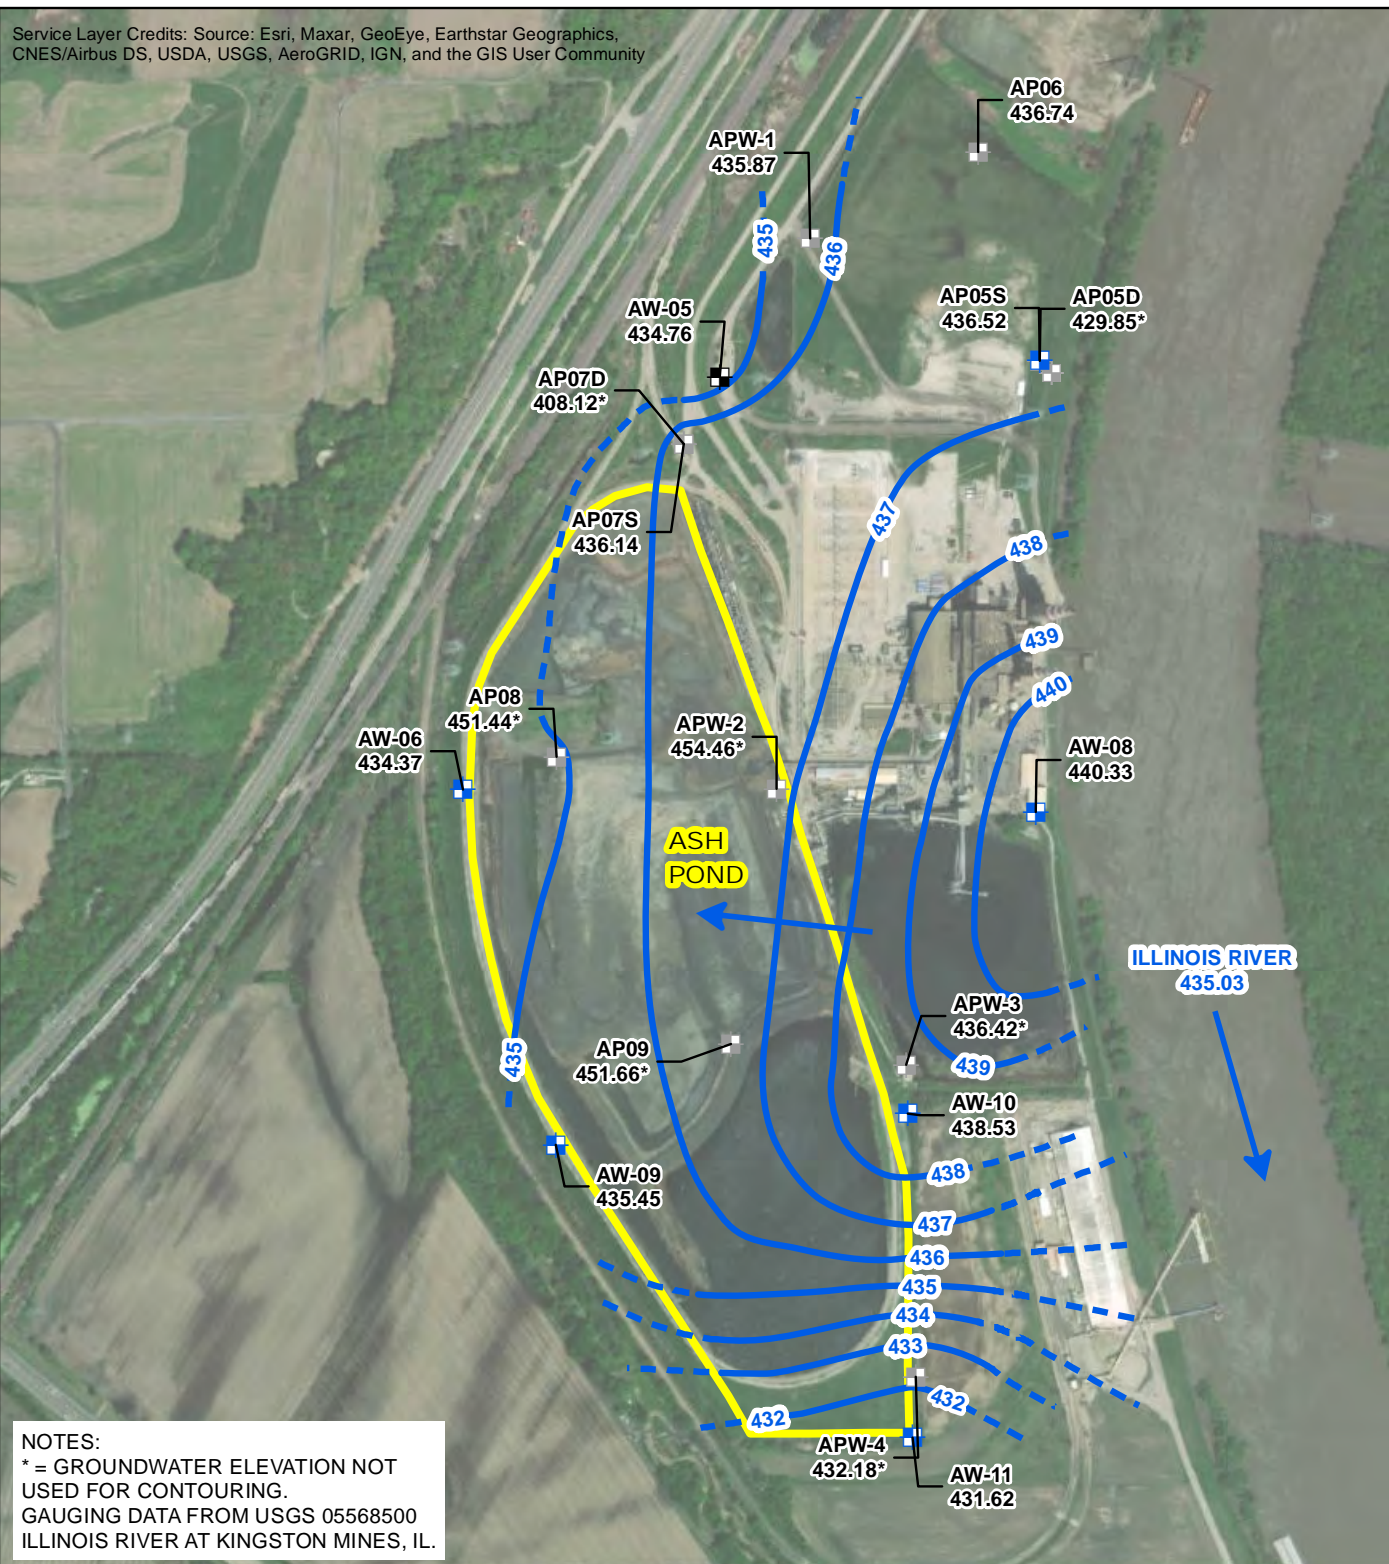 Service Layer Credits: Source: Esri, Maxar, GeoEye, Earthstar Geographics,
CNES/Airbus DS, USDA, USGS, AeroGRID, IGN, and the GIS User Community
AP06
436.74
APW-1
435.87
435
436
AW-05
434.76
AP05S
436.52
AP05D
429.85*
AP07D
408.12*
AP07S
436.14
437
438
439
440
AP08
451.44*
AW-06
434.37
APW-2
454.46*
AW-08
440.33
ASH
POND
ILLINOIS RIVER
435.03
APW-3
436.42*
AP09
451.66*
435
439
AW-10
438.53
AW-09
435.45
438
437
436
435
434
433
432
432
APW-4
432.18*
AW-11
431.62
NOTES:
* = GROUNDWATER ELEVATION NOT
USED FOR CONTOURING.
GAUGING DATA FROM USGS 05568500
ILLINOIS RIVER AT KINGSTON MINES, IL.